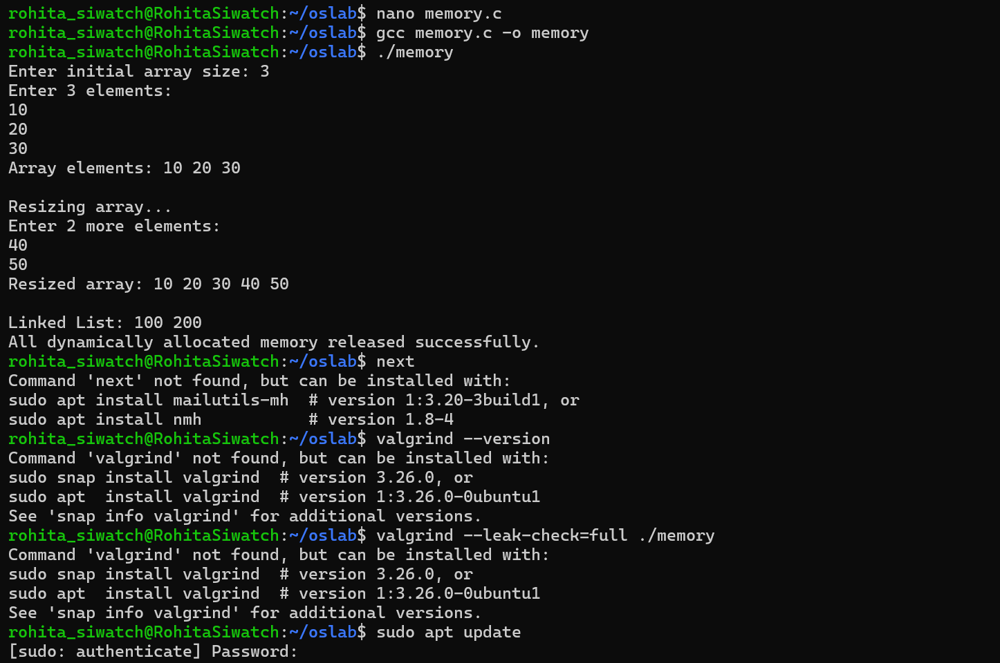 rohita_siwatch@RohitaSiwatch:~/oslab$ nano memory.c
rohita_siwatch@RohitaSiwatch:~/oslab$ gcc memory.c -o memory
rohita_siwatch@RohitaSiwatch:~/oslab$ ./memory
Enter initial array size: 3
Enter 3 elements:
10
20
30
Array elements: 10 20 30

Resizing array...
Enter 2 more elements:
40
50
Resized array: 10 20 30 40 50

Linked List: 100 200
All dynamically allocated memory released successfully.
rohita_siwatch@RohitaSiwatch:~/oslab$ next
Command 'next' not found, but can be installed with:
sudo apt install mailutils-mh  # version 1:3.20-3build1, or
sudo apt install nmh           # version 1.8-4
rohita_siwatch@RohitaSiwatch:~/oslab$ valgrind --version
Command 'valgrind' not found, but can be installed with:
sudo snap install valgrind  # version 3.26.0, or
sudo apt  install valgrind  # version 1:3.26.0-0ubuntu1
See 'snap info valgrind' for additional versions.
rohita_siwatch@RohitaSiwatch:~/oslab$ valgrind --leak-check=full ./memory
Command 'valgrind' not found, but can be installed with:
sudo snap install valgrind  # version 3.26.0, or
sudo apt  install valgrind  # version 1:3.26.0-0ubuntu1
See 'snap info valgrind' for additional versions.
rohita_siwatch@RohitaSiwatch:~/oslab$ sudo apt update
[sudo: authenticate] Password: